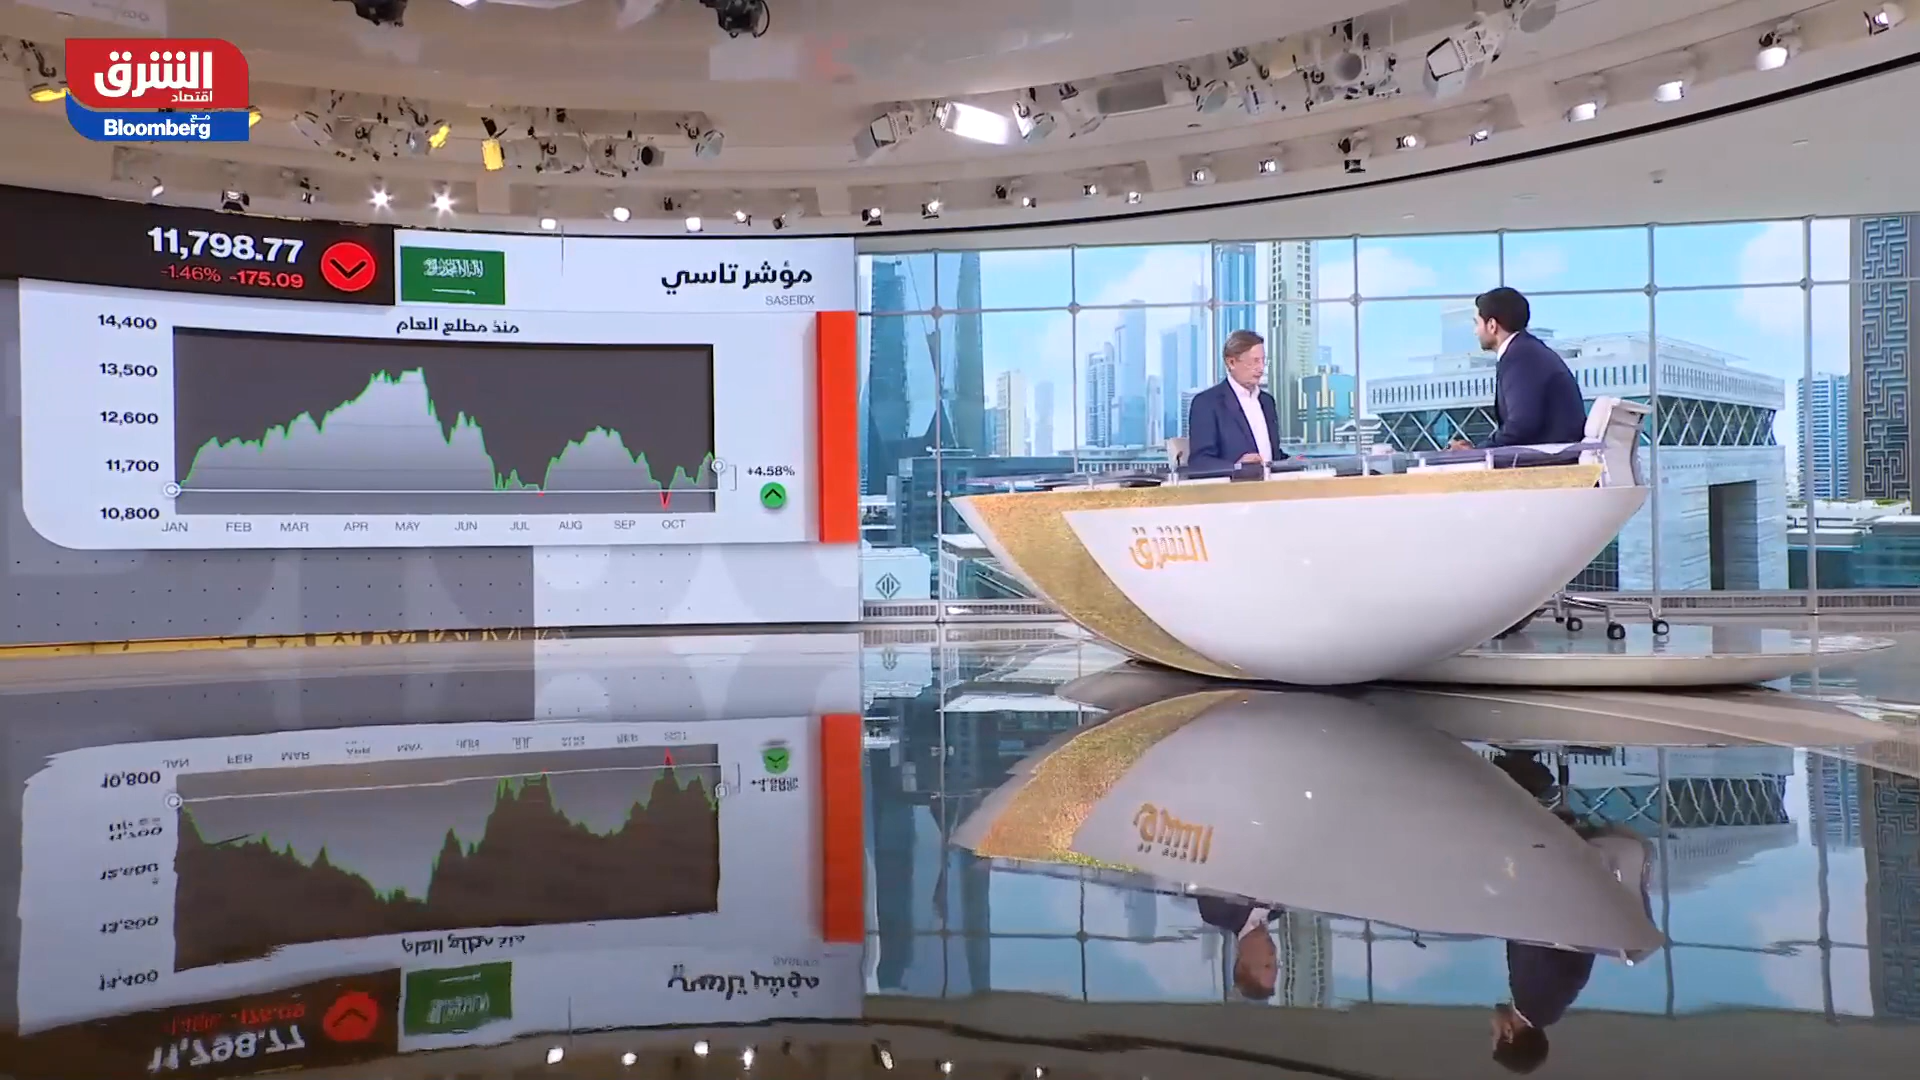 الشرق
اقتصاد
مع
Bloomberg
11,798.77
-1.46% -175.09
مؤشر تاسي
SASEIDX
منذ مطلع العام
14,400
13,500
12,600
11,700
10,800
+4.58%
JAN FEB MAR APR MAY JUN JUL AUG SEP OCT
الشرق